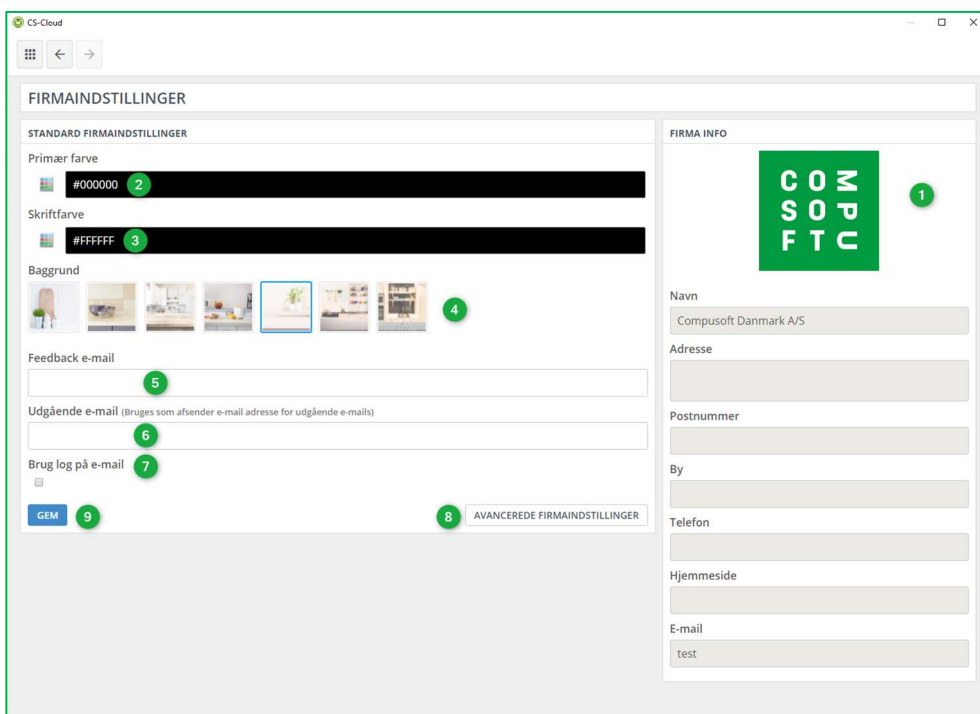 CS-Cloud
FIRMAINDSTILLINGER
STANDARD FIRMAINDSTILLINGER
Primær farve
#000000 2
Skriftfarve
#FFFFFF 3
Baggrund
4
Feedback e-mail
5
Udgående e-mail (Bruges som afsender e-mail adresse for udgående e-mails)
6
Brug log på e-mail 7
GEM 9
8 AVANCEREDE FIRMAINDSTILLINGER
FIRMA INFO
1
C O M
S O P
F T U
Navn
Compusoft Danmark A/S
Adresse
Postnummer
By
Telefon
Hjemmeside
E-mail
test